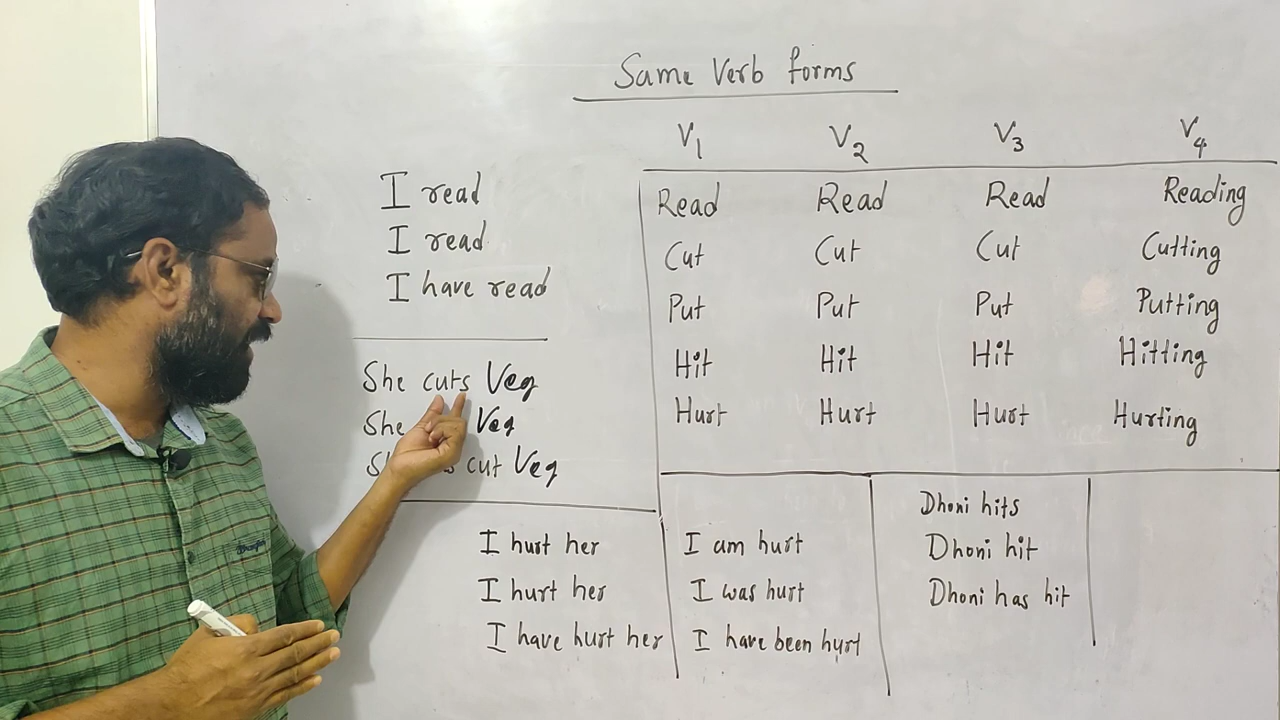 Same Verb forms
V1 V2 V3 V4
Read Read Read Reading
Cut Cut Cut Cutting
Put Put Put Putting
Hit Hit Hit Hitting
Hurt Hurt Hurt Hurting
I read
I read
I have read
She cuts Veg
She Veg
cut Veg
I hurt her
I hurt her
I have hurt her
I am hurt
I was hurt
I have been hurt
Dhoni hits
Dhoni hit
Dhoni has hit